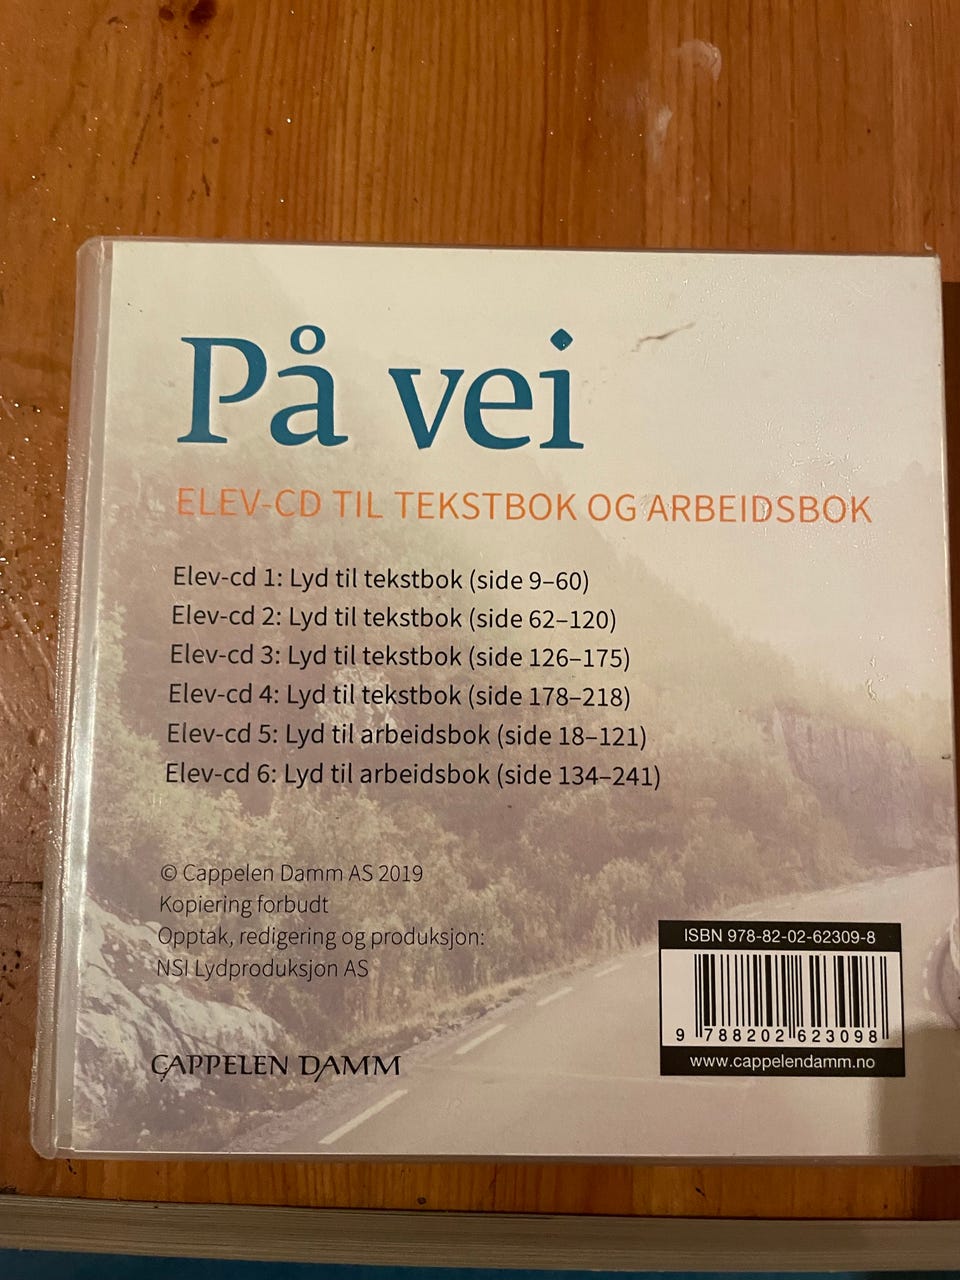 På vei
ELEV-CD TIL TEKSTBOK OG ARBEIDSBOK
Elev-cd 1: Lyd til tekstbok (side 9–60)
Elev-cd 2: Lyd til tekstbok (side 62–120)
Elev-cd 3: Lyd til tekstbok (side 126–175)
Elev-cd 4: Lyd til tekstbok (side 178–218)
Elev-cd 5: Lyd til arbeidsbok (side 18–121)
Elev-cd 6: Lyd til arbeidsbok (side 134–241)
© Cappelen Damm AS 2019
Kopiering forbudt
Opptak, redigering og produksjon:
NSI Lydproduksjon AS
CAPPELEN DAMM
ISBN 978-82-02-62309-8
9 788202 623098
www.cappelendamm.no